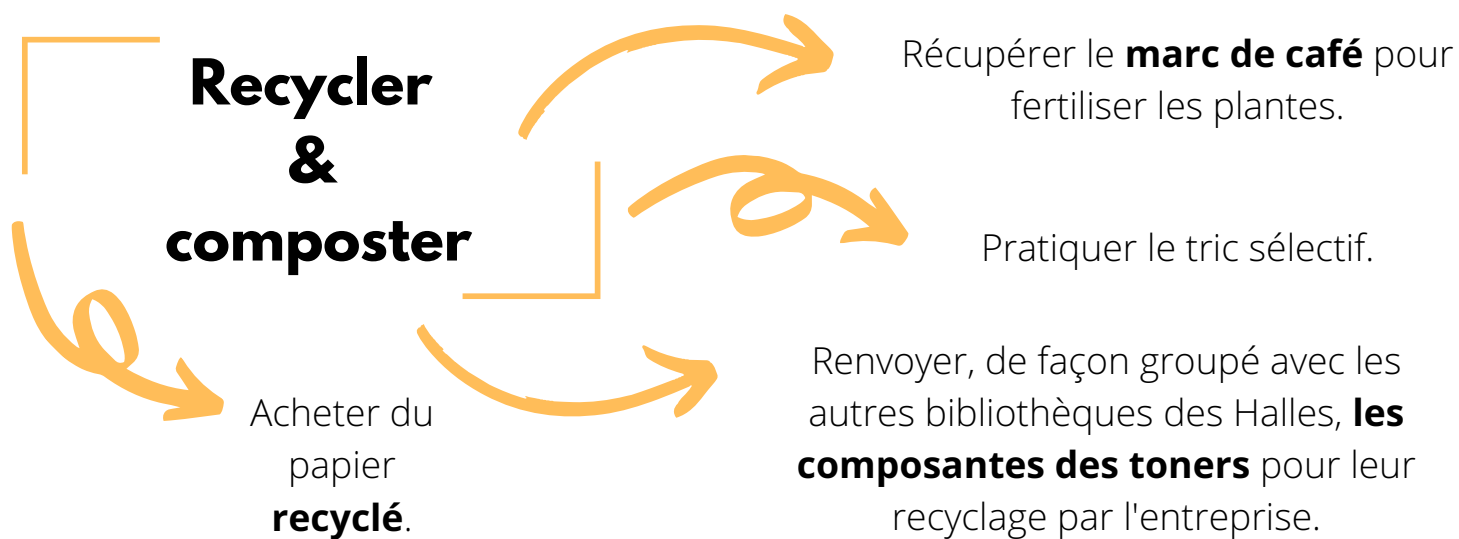 Recycler
&
composter
Récupérer le marc de café pour
fertiliser les plantes.
Pratiquer le tric sélectif.
Renvoyer, de façon groupé avec les
autres bibliothèques des Halles, les
composantes des toners pour leur
recyclage par l'entreprise.
Acheter du
papier
recyclé.